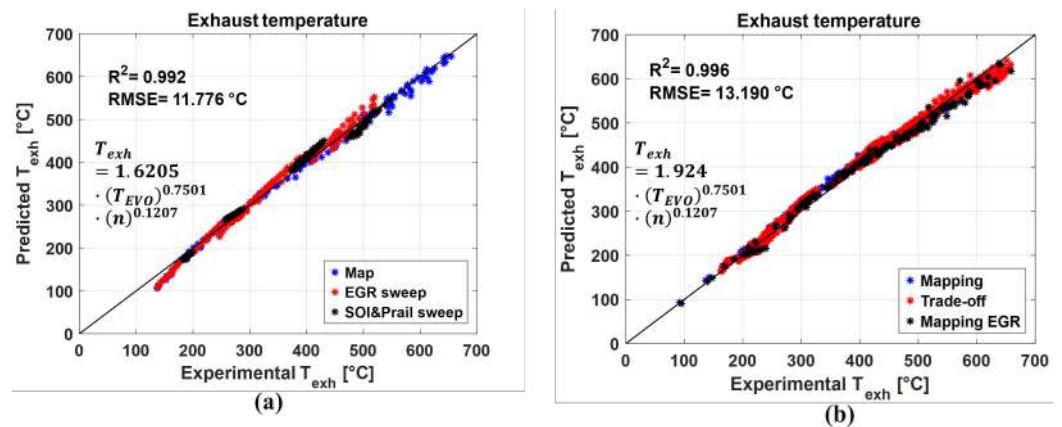 Exhaust temperature
R²= 0.992
RMSE= 11.776 °C
T_exh
= 1.6205
· (T_EVO)^0.7501
· (n)^0.1207
Predicted T_exh [°C]
700
600
500
400
300
200
100
0
Map
EGR sweep
SOI&Prail sweep
0 100 200 300 400 500 600 700
Experimental T_exh [°C]
(a)
Exhaust temperature
R²= 0.996
RMSE= 13.190 °C
T_exh
= 1.924
· (T_EVO)^0.7501
· (n)^0.1207
Predicted T_exh [°C]
700
600
500
400
300
200
100
0
Mapping
Trade-off
Mapping EGR
0 100 200 300 400 500 600 700
Experimental T_exh [°C]
(b)